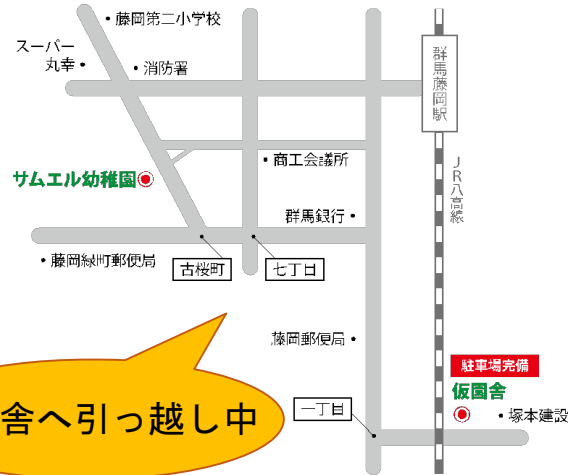 藤岡第二小学校
スーパー
丸幸
消防署
群馬藤岡駅
商工会議所
JR八高線
サムエル幼稚園
群馬銀行
藤岡緑町郵便局
古桜町
七丁目
藤岡郵便局
駐車場完備
仮園舎
塚本建設
一丁目
舎へ引っ越し中